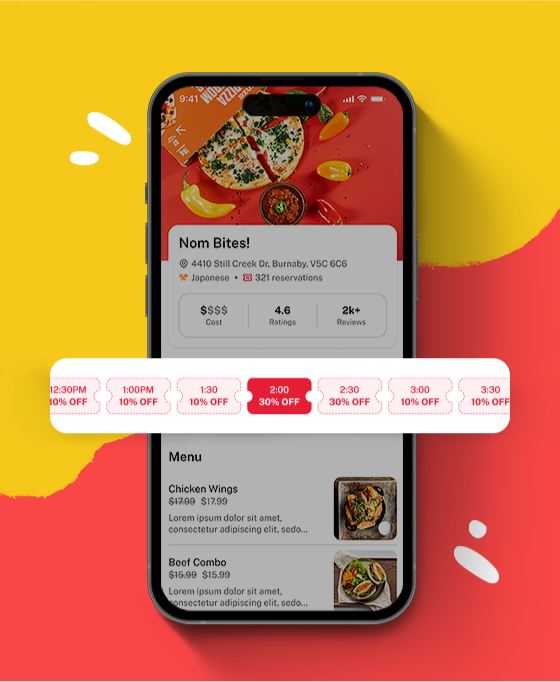 PIZZA
9:41
Nom Bites!
4410 Still Creek Dr, Burnaby, V5C 6C6
Japanese • 321 reservations
$$$$ 4.6 2k+
Cost Ratings Reviews
12:30PM 1:00PM 1:30 2:00 2:30 3:00 3:30
10% OFF 10% OFF 10% OFF 30% OFF 30% OFF 10% OFF 10% OFF
Menu
Chicken Wings
$17.99 $17.99
Lorem ipsum dolor sit amet,
consectetur adipiscing elit, sedo...
Beef Combo
$15.99 $15.99
Lorem ipsum dolor sit amet,
consectetur adipiscing elit, sedo...